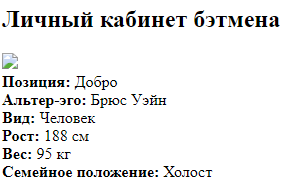 Личный кабинет бэтмена
Позиция: Добро
Альтер-эго: Брюс Уэйн
Вид: Человек
Рост: 188 см
Вес: 95 кг
Семейное положение: Холост